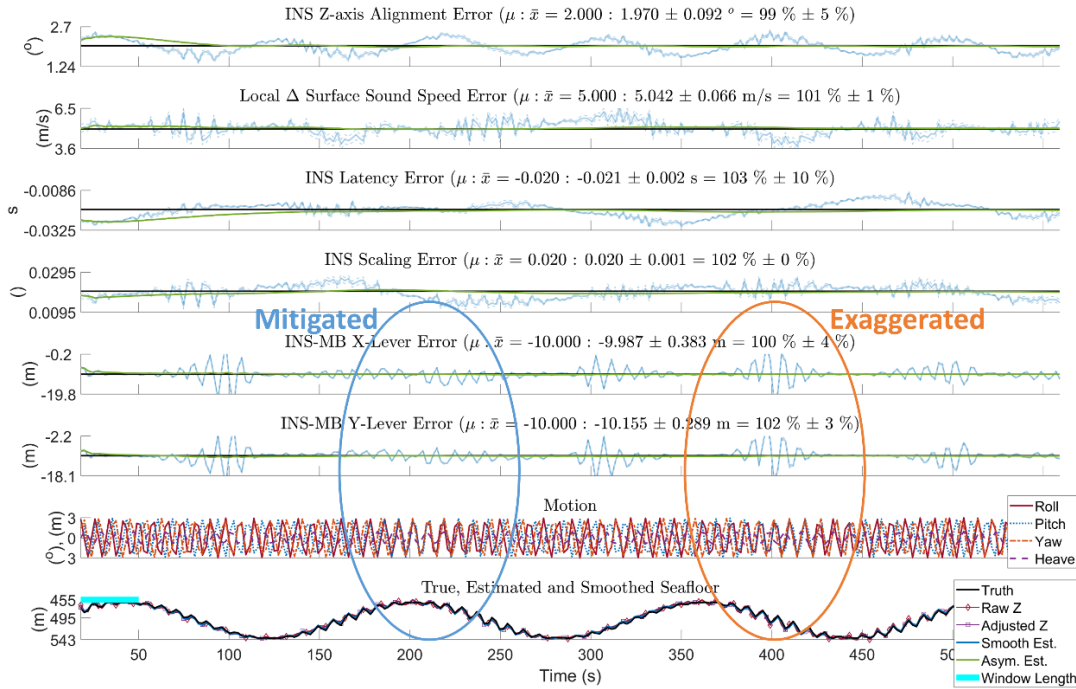 INS Z-axis Alignment Error (μ : x̄ = 2.000 : 1.970 ± 0.092 ° = 99 % ± 5 %)
2.7
(°)
1.24
Local Δ Surface Sound Speed Error (μ : x̄ = 5.000 : 5.042 ± 0.066 m/s = 101 % ± 1 %)
6.5
(m/s)
3.6
INS Latency Error (μ : x̄ = -0.020 : -0.021 ± 0.002 s = 103 % ± 10 %)
-0.0086
s
-0.0325
INS Scaling Error (μ : x̄ = 0.020 : 0.020 ± 0.001 = 102 % ± 0 %)
0.0295
()
0.0095
Mitigated
Exaggerated
INS-MB X-Lever Error (μ : x̄ = -10.000 : -9.987 ± 0.383 m = 100 % ± 4 %)
-0.2
(m)
-19.8
INS-MB Y-Lever Error (μ : x̄ = -10.000 : -10.155 ± 0.289 m = 102 % ± 3 %)
-2.2
(m)
-18.1
Motion
3
0
3
(°), (m)
Roll
Pitch
Yaw
Heave
True, Estimated and Smoothed Seafloor
455
495
543
(m)
Truth
Raw Z
Adjusted Z
Smooth Est.
Asym. Est.
Window Length
50 100 150 200 250 300 350 400 450
Time (s)